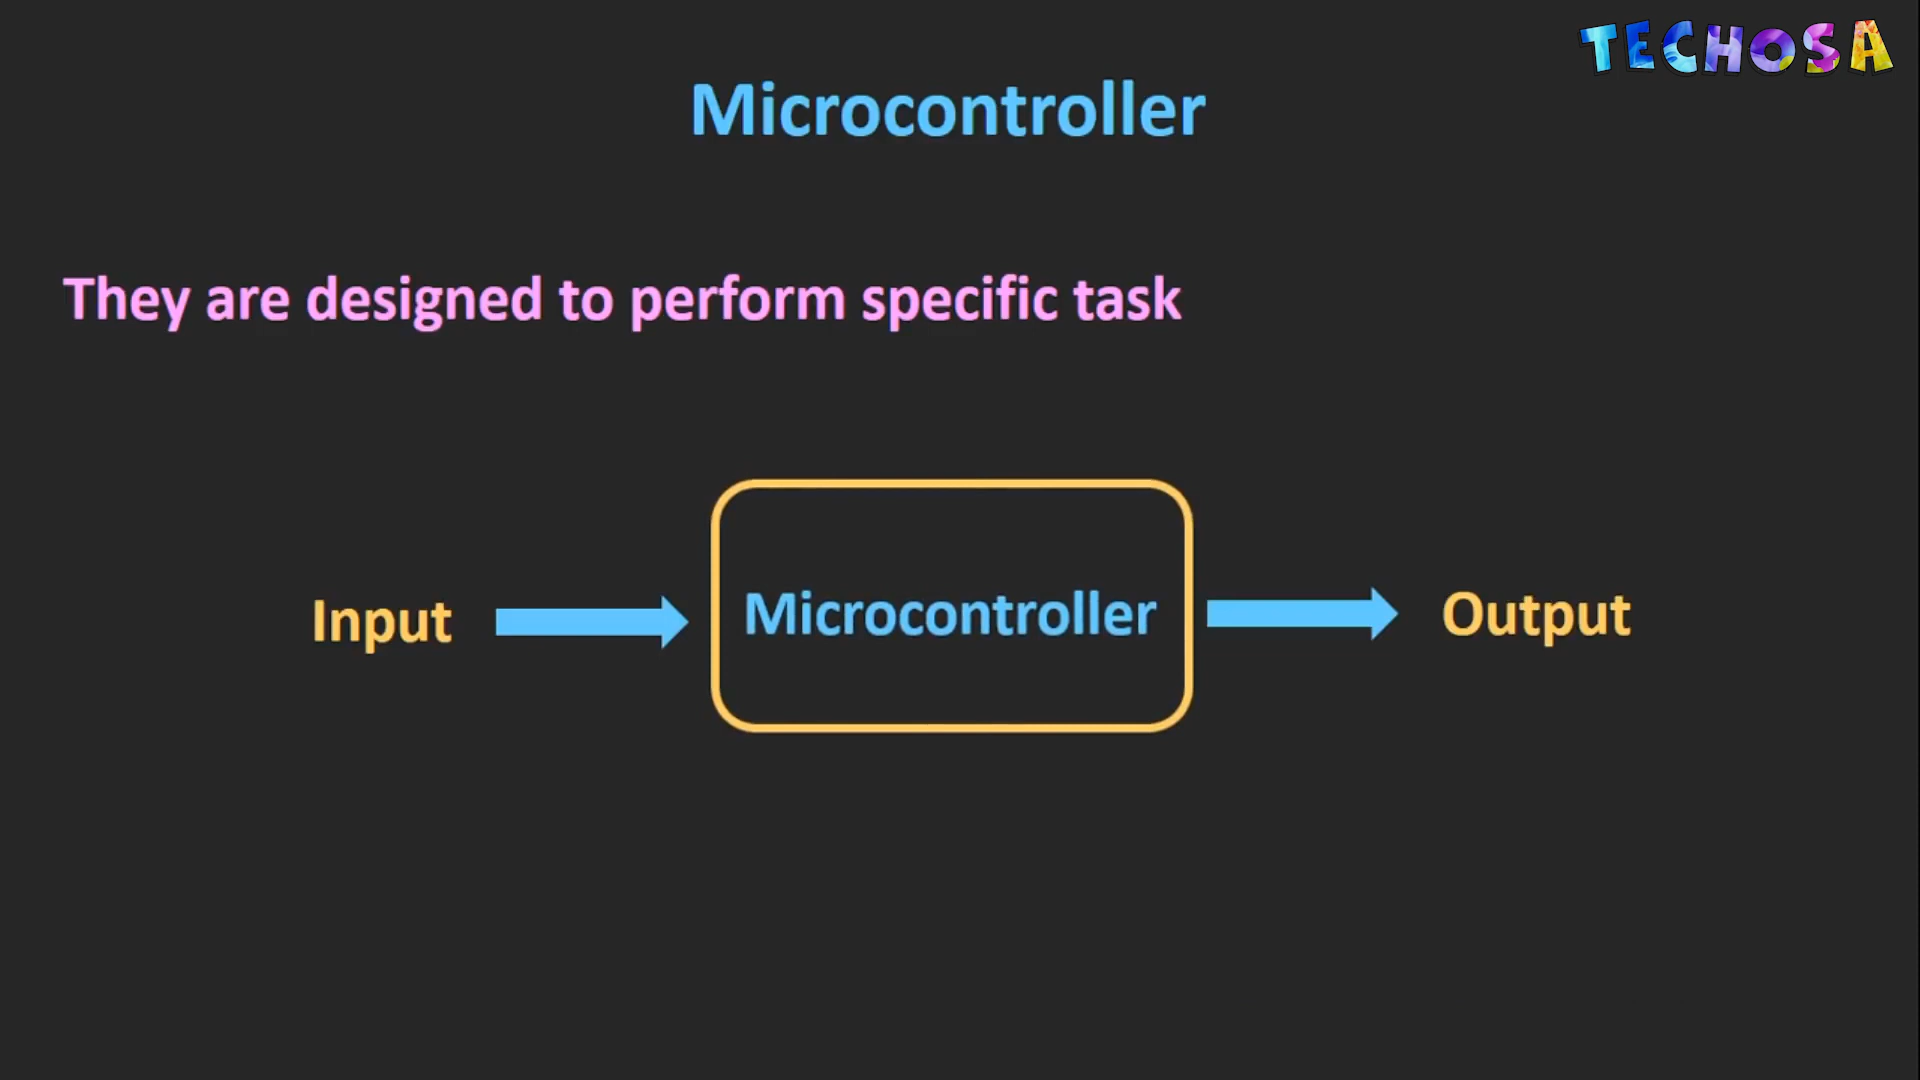 TECHOSA
Microcontroller
They are designed to perform specific task
Input
Microcontroller
Output